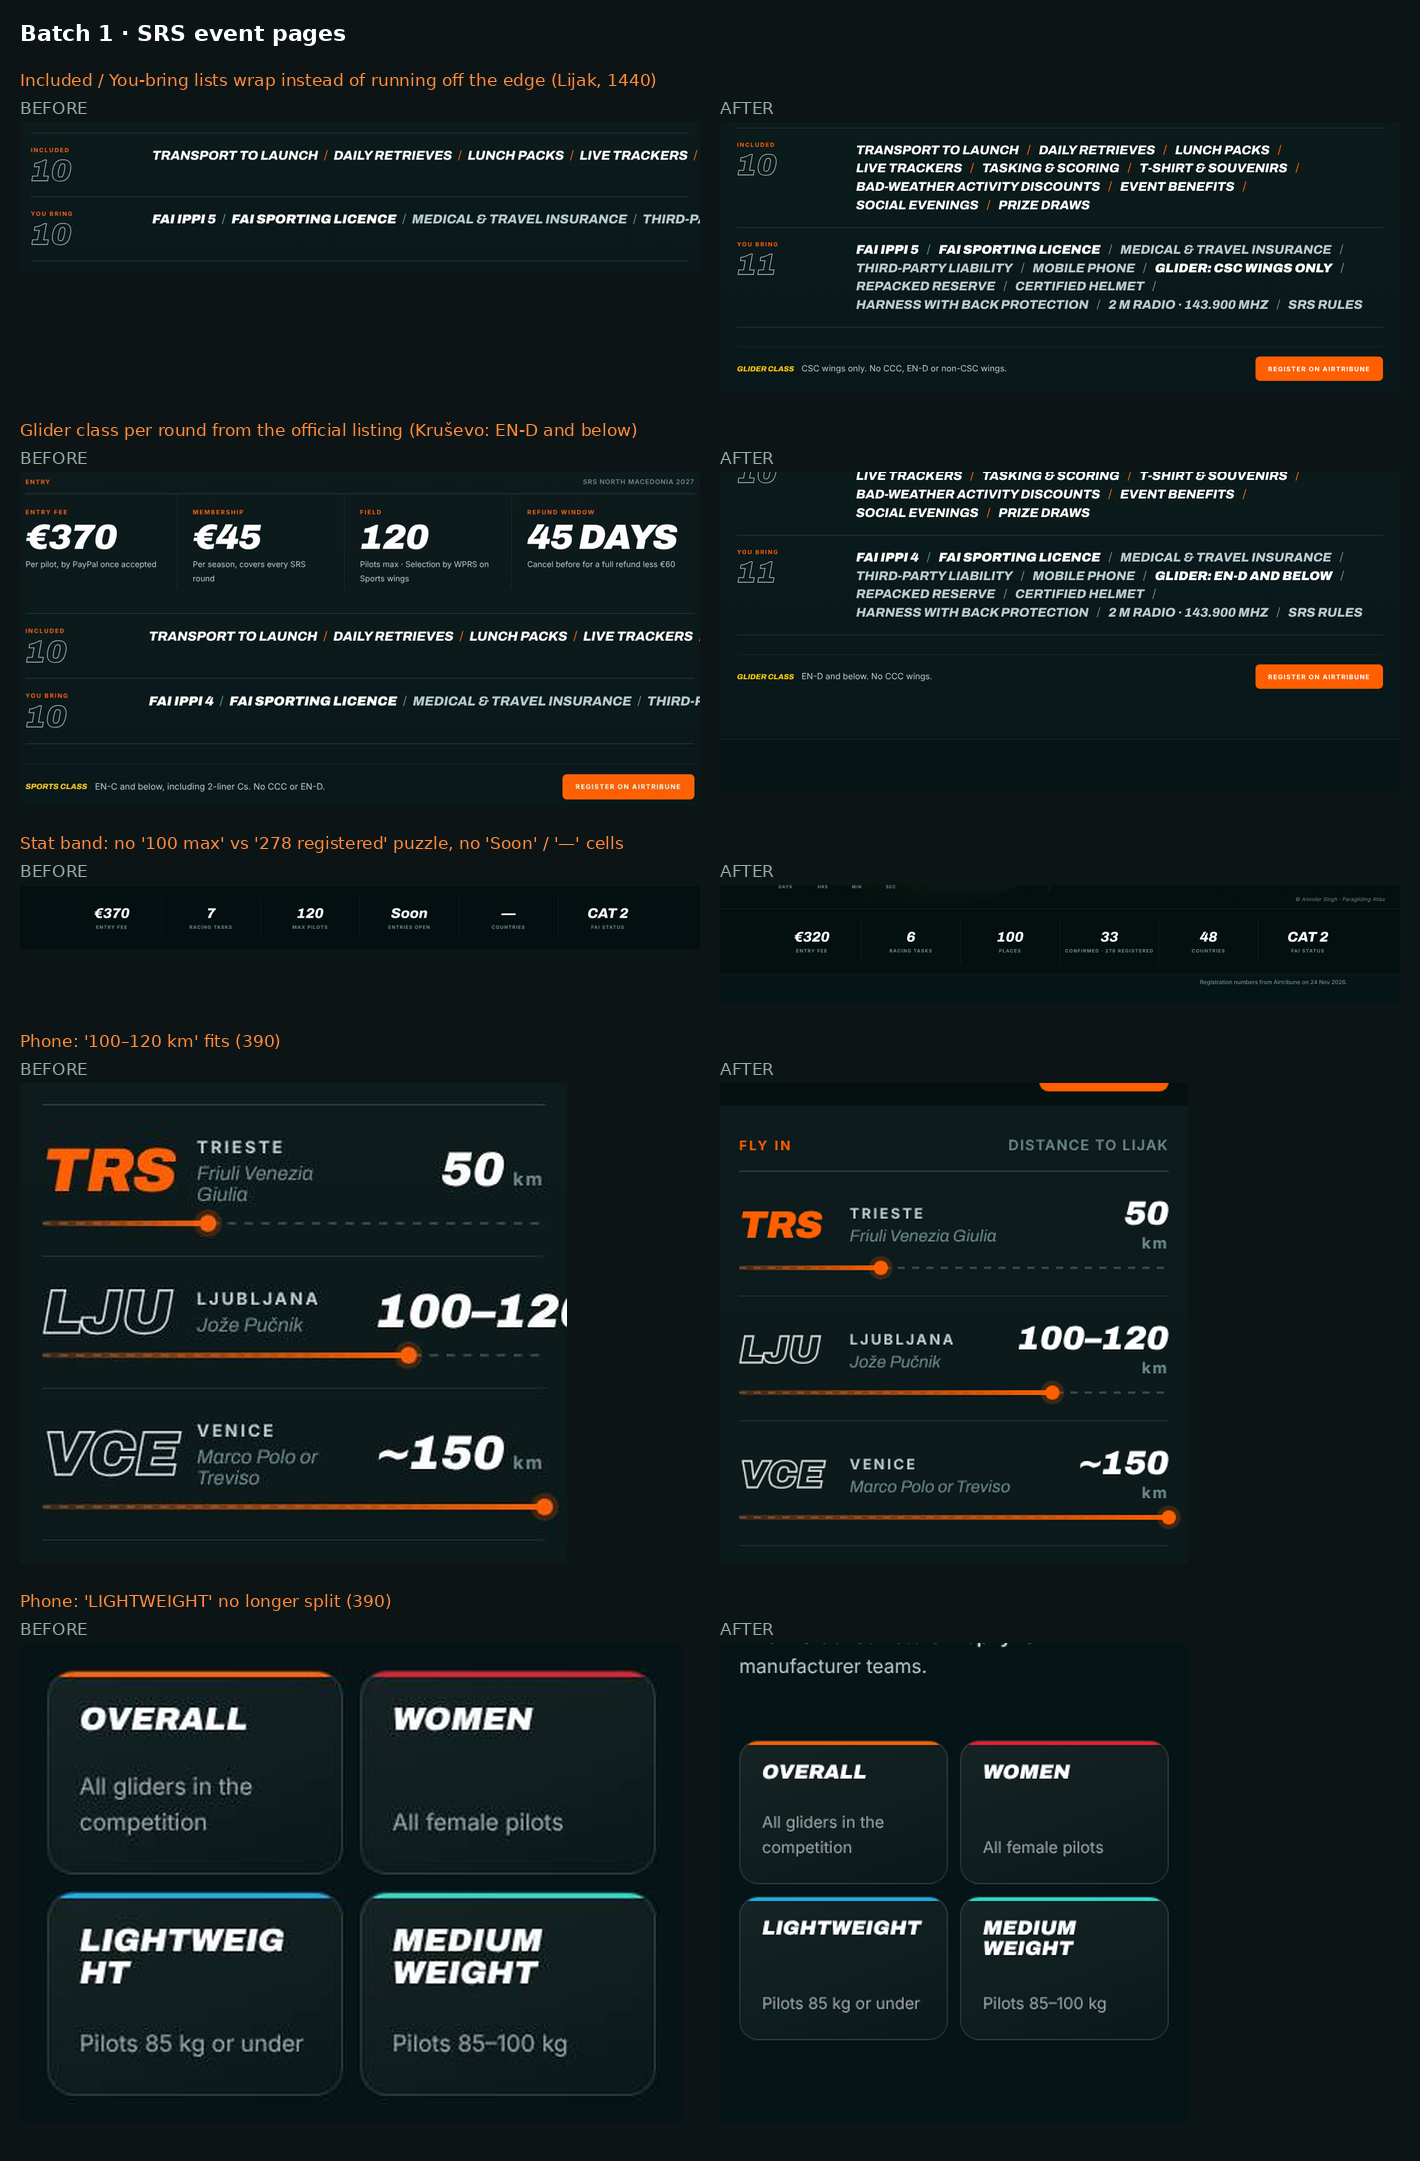 Batch 1 · SRS event pages
Included / You-bring lists wrap instead of running off the edge (Lijak, 1440)
BEFORE
INCLUDED
10
TRANSPORT TO LAUNCH / DAILY RETRIEVES / LUNCH PACKS / LIVE TRACKERS /
YOU BRING
10
FAI IPPI 5 / FAI SPORTING LICENCE / MEDICAL & TRAVEL INSURANCE / THIRD-PA
AFTER
INCLUDED
10
TRANSPORT TO LAUNCH / DAILY RETRIEVES / LUNCH PACKS /
LIVE TRACKERS / TASKING & SCORING / T-SHIRT & SOUVENIRS /
BAD-WEATHER ACTIVITY DISCOUNTS / EVENT BENEFITS /
SOCIAL EVENINGS / PRIZE DRAWS
YOU BRING
11
FAI IPPI 5 / FAI SPORTING LICENCE / MEDICAL & TRAVEL INSURANCE /
THIRD-PARTY LIABILITY / MOBILE PHONE / GLIDER: CSC WINGS ONLY /
REPACKED RESERVE / CERTIFIED HELMET /
HARNESS WITH BACK PROTECTION / 2 M RADIO · 143.900 MHZ / SRS RULES
GLIDER CLASS CSC wings only. No CCC, EN-D or non-CSC wings.
REGISTER ON AIRTRIBUNE
Glider class per round from the official listing (Kruševo: EN-D and below)
BEFORE
ENTRY
SRS NORTH MACEDONIA 2027
ENTRY FEE
€370
Per pilot, by PayPal once accepted
MEMBERSHIP
€45
Per season, covers every SRS
round
FIELD
120
Pilots max · Selection by WPRS on
Sports wings
REFUND WINDOW
45 DAYS
Cancel before for a full refund less €60
INCLUDED
10
TRANSPORT TO LAUNCH / DAILY RETRIEVES / LUNCH PACKS / LIVE TRACKERS /
YOU BRING
10
FAI IPPI 4 / FAI SPORTING LICENCE / MEDICAL & TRAVEL INSURANCE / THIRD-P
SPORTS CLASS EN-C and below, including 2-liner Cs. No CCC or EN-D.
REGISTER ON AIRTRIBUNE
AFTER
10
LIVE TRACKERS / TASKING & SCORING / T-SHIRT & SOUVENIRS /
BAD-WEATHER ACTIVITY DISCOUNTS / EVENT BENEFITS /
SOCIAL EVENINGS / PRIZE DRAWS
YOU BRING
11
FAI IPPI 4 / FAI SPORTING LICENCE / MEDICAL & TRAVEL INSURANCE /
THIRD-PARTY LIABILITY / MOBILE PHONE / GLIDER: EN-D AND BELOW /
REPACKED RESERVE / CERTIFIED HELMET /
HARNESS WITH BACK PROTECTION / 2 M RADIO · 143.900 MHZ / SRS RULES
GLIDER CLASS EN-D and below. No CCC wings.
REGISTER ON AIRTRIBUNE
Stat band: no '100 max' vs '278 registered' puzzle, no 'Soon' / '—' cells
BEFORE
€370 7 120 Soon — CAT 2
ENTRY FEE RACING TASKS MAX PILOTS ENTRIES OPEN COUNTRIES FAI STATUS
AFTER
DAYS HRS MIN SEC
© Aninder Singh · Paragliding Atlas
€320 6 100 33 48 CAT 2
ENTRY FEE RACING TASKS PLACES CONFIRMED · 278 REGISTERED COUNTRIES FAI STATUS
Registration numbers from Airtribune on 24 Nov 2026.
Phone: '100–120 km' fits (390)
BEFORE
TRS
TRIESTE
Friuli Venezia
Giulia
50 km
LJU
LJUBLJANA
Jože Pučnik
100–120
VCE
VENICE
Marco Polo or
Treviso
~150 km
AFTER
FLY IN
DISTANCE TO LIJAK
TRS
TRIESTE
Friuli Venezia Giulia
50
km
LJU
LJUBLJANA
Jože Pučnik
100–120
km
VCE
VENICE
Marco Polo or Treviso
~150
km
Phone: 'LIGHTWEIGHT' no longer split (390)
BEFORE
OVERALL
All gliders in the
competition
WOMEN
All female pilots
LIGHTWEIG
HT
Pilots 85 kg or under
MEDIUM
WEIGHT
Pilots 85–100 kg
AFTER
manufacturer teams.
OVERALL
All gliders in the
competition
WOMEN
All female pilots
LIGHTWEIGHT
Pilots 85 kg or under
MEDIUM
WEIGHT
Pilots 85–100 kg